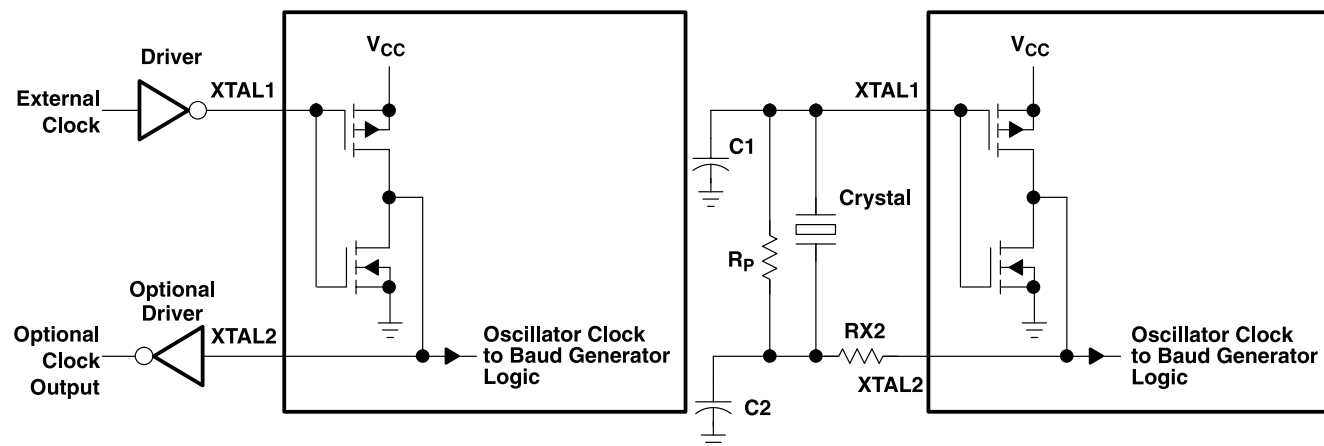 Driver
External
Clock
XTAL1
VCC
Optional
Driver
Optional
Clock
Output
XTAL2
Oscillator Clock
to Baud Generator
Logic
VCC
XTAL1
C1
Crystal
RP
RX2
XTAL2
C2
Oscillator Clock
to Baud Generator
Logic